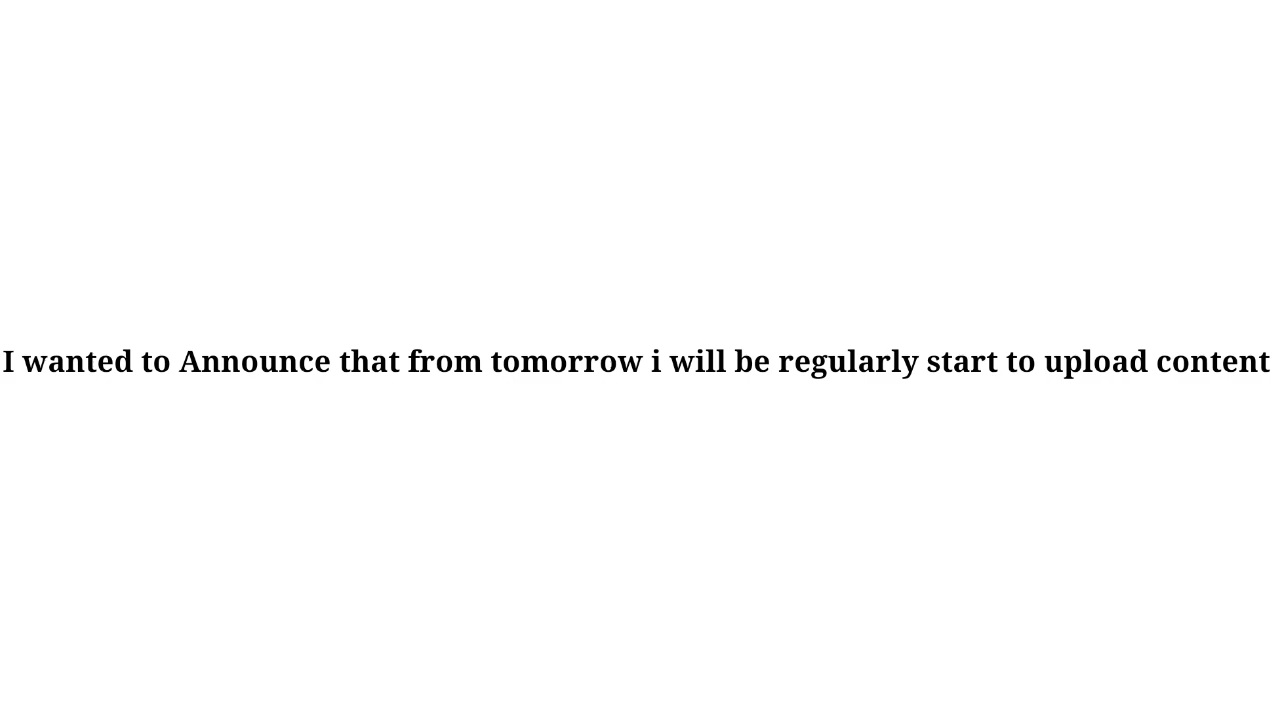 I wanted to Announce that from tomorrow i will be regularly start to upload content